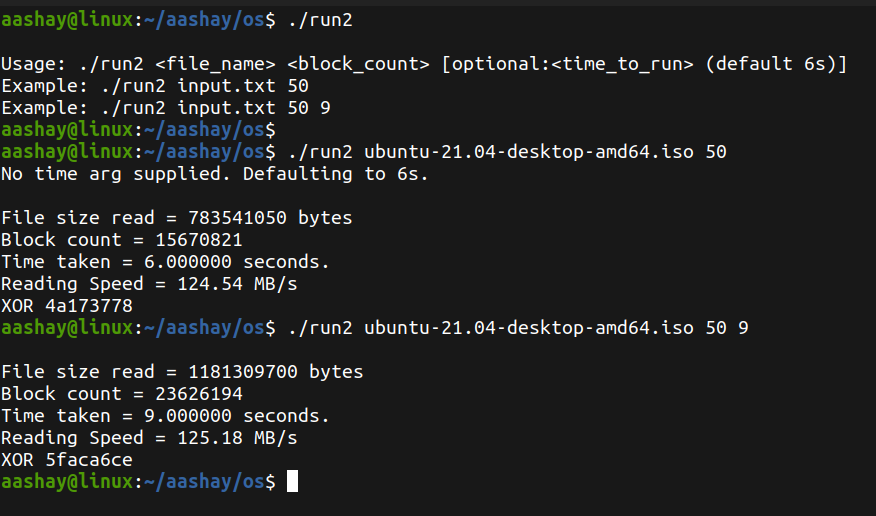 aashay@linux:~/aashay/os$ ./run2
Usage: ./run2 <file_name> <block_count> [optional:<time_to_run> (default 6s)]
Example: ./run2 input.txt 50
Example: ./run2 input.txt 50 9
aashay@linux:~/aashay/os$
aashay@linux:~/aashay/os$ ./run2 ubuntu-21.04-desktop-amd64.iso 50
No time arg supplied. Defaulting to 6s.
File size read = 783541050 bytes
Block count = 15670821
Time taken = 6.000000 seconds.
Reading Speed = 124.54 MB/s
XOR 4a173778
aashay@linux:~/aashay/os$ ./run2 ubuntu-21.04-desktop-amd64.iso 50 9
File size read = 1181309700 bytes
Block count = 23626194
Time taken = 9.000000 seconds.
Reading Speed = 125.18 MB/s
XOR 5faca6ce
aashay@linux:~/aashay/os$